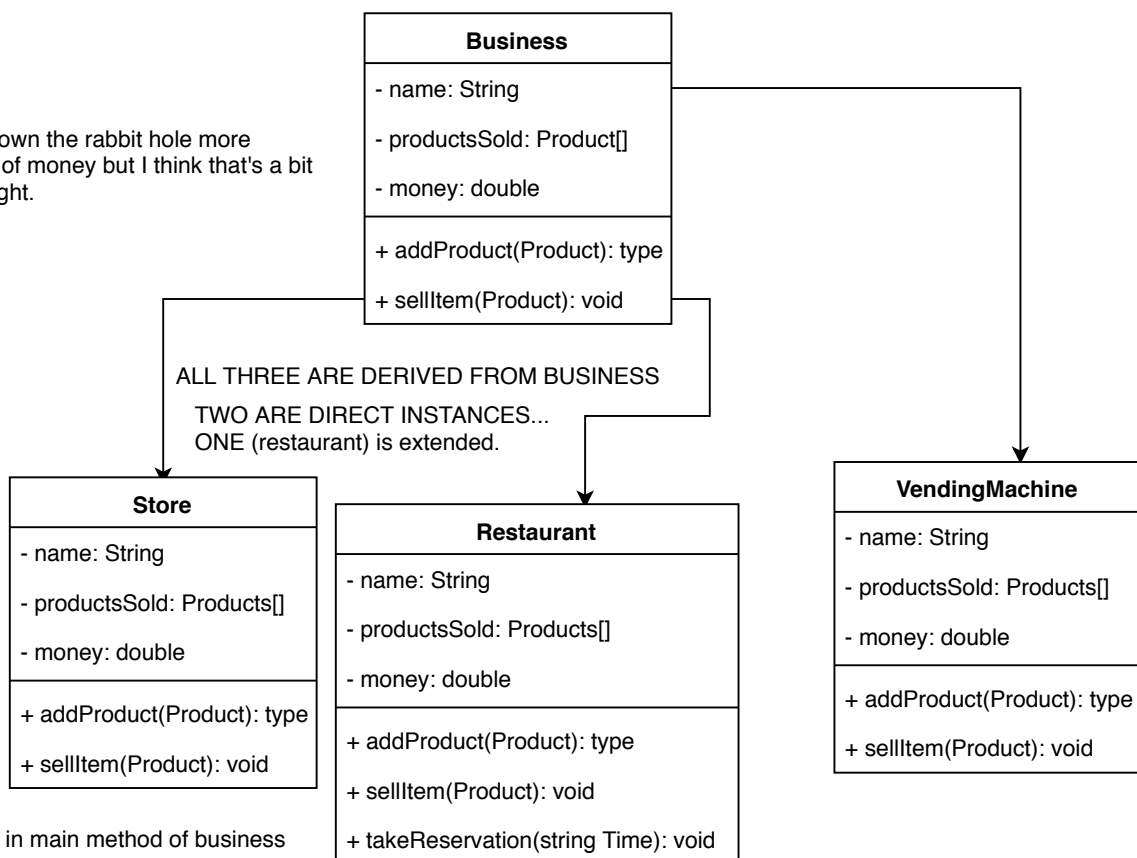 Business
- name: String
- productsSold: Product[]
- money: double
+ addProduct(Product): type
+ sellItem(Product): void
own the rabbit hole more
of money but I think that's a bit
ght.
ALL THREE ARE DERIVED FROM BUSINESS
TWO ARE DIRECT INSTANCES...
ONE (restaurant) is extended.
Store
- name: String
- productsSold: Products[]
- money: double
+ addProduct(Product): type
+ sellItem(Product): void
Restaurant
- name: String
- productsSold: Products[]
- money: double
+ addProduct(Product): type
+ sellItem(Product): void
+ takeReservation(string Time): void
VendingMachine
- name: String
- productsSold: Products[]
- money: double
+ addProduct(Product): type
+ sellItem(Product): void
in main method of business